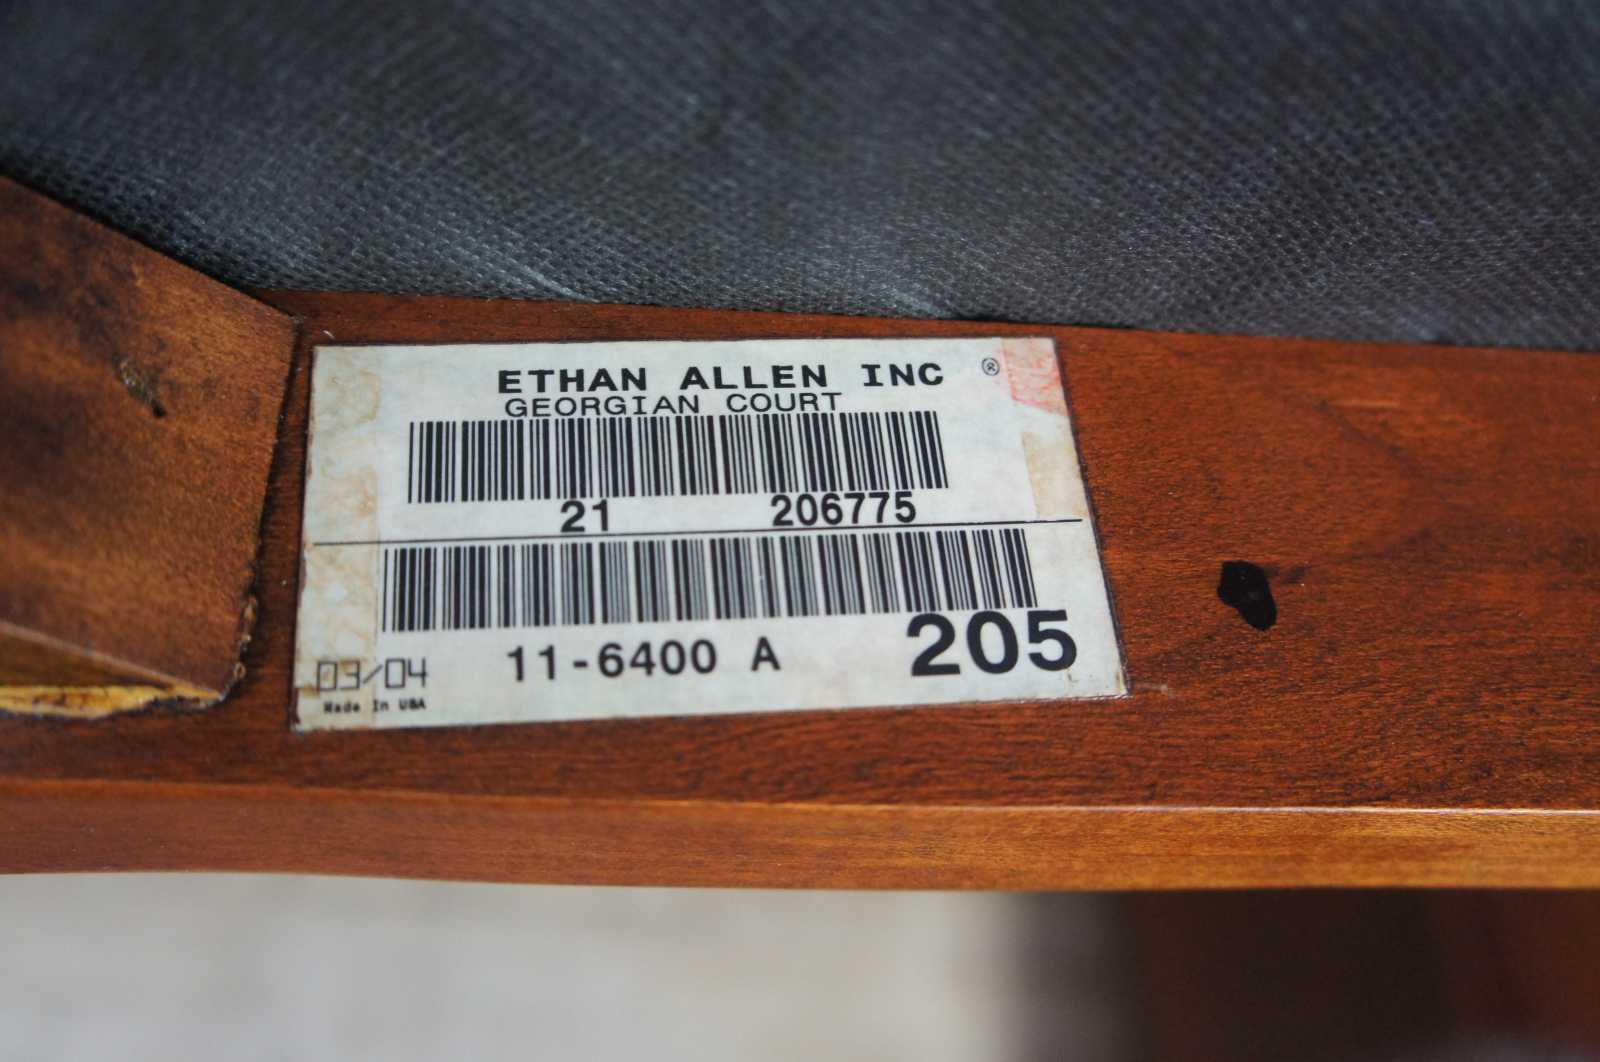 ETHAN ALLEN INC ®
GEORGIAN COURT
21 206775
11-6400 A 205
03/04
Made In USA